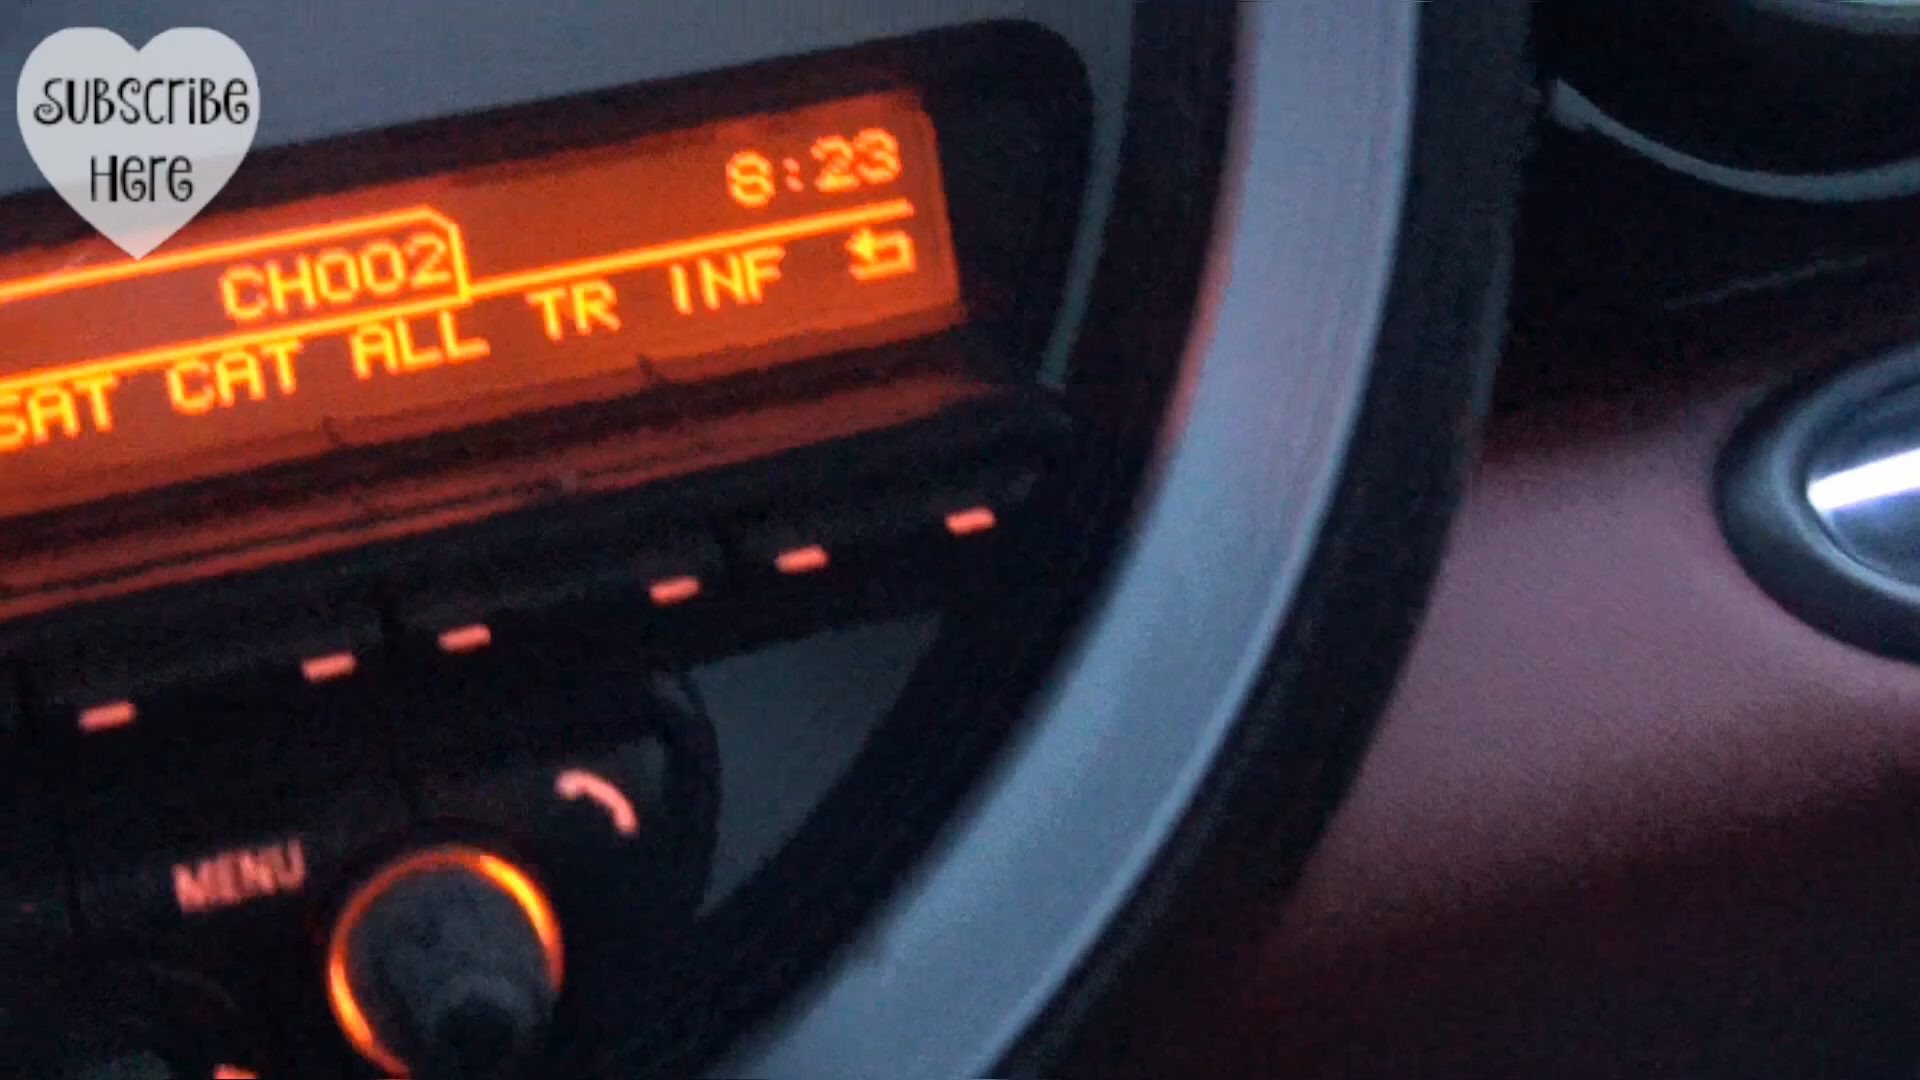 SUBSCRIBE
HERE
8:23
CH002
SAT CAT ALL TR INF
MENU